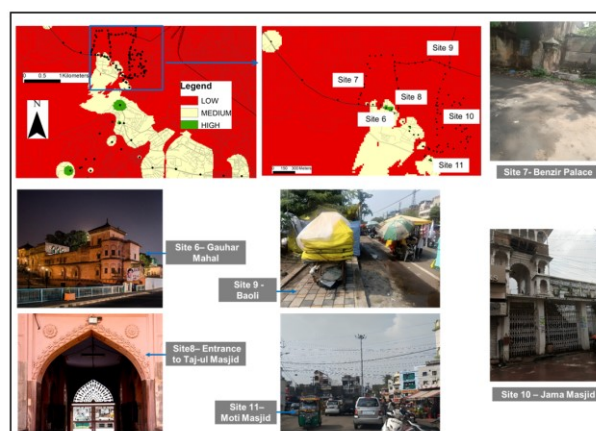 0 0.5 1Kilometers
N
Legend
LOW
MEDIUM
HIGH
Site 9
Site 7
Site 8
Site 10
Site 6
Site 11
Site 7- Benzir Palace
Site 6– Gauhar
Mahal
Site 9 -
Baoli
Site8– Entrance
to Taj-ul Masjid
Site 11–
Moti Masjid
Site 10 – Jama Masjid